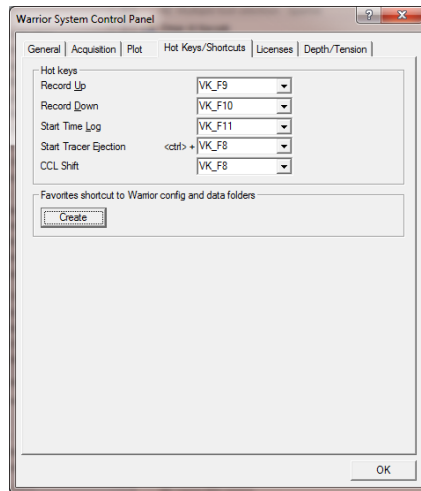 Warrior System Control Panel
General Acquisition Plot Hot Keys/Shortcuts Licenses Depth/Tension
Hot keys
Record Up VK_F9
Record Down VK_F10
Start Time Log VK_F11
Start Tracer Ejection <ctrl> + VK_F8
CCL Shift VK_F8
Favorites shortcut to Warrior config and data folders
Create
OK